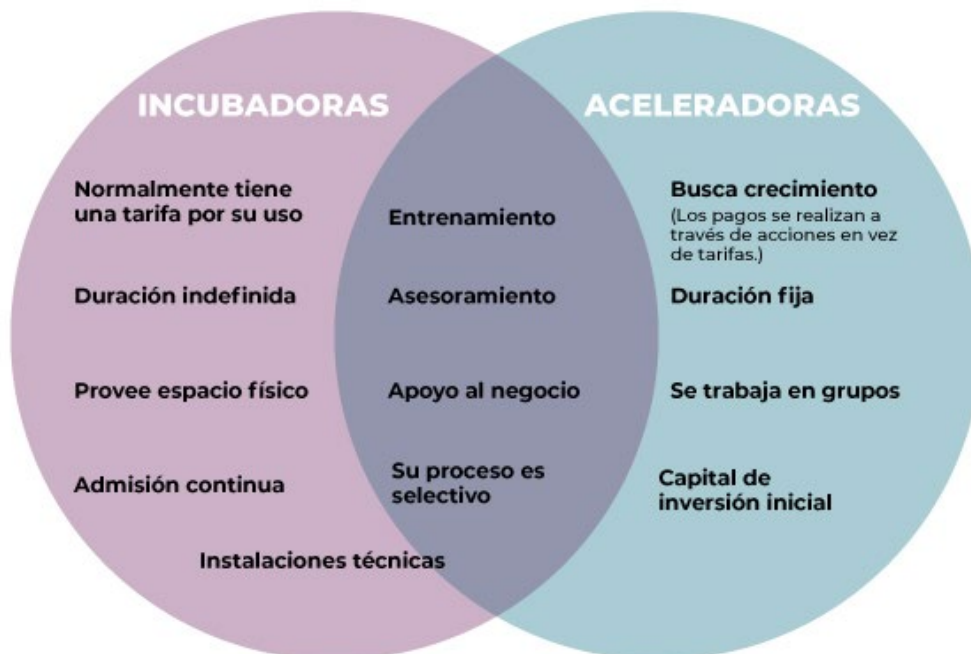 INCUBADORAS
Normalmente tiene
una tarifa por su uso
Duración indefinida
Provee espacio físico
Admisión continua
Instalaciones técnicas
Entrenamiento
Asesoramiento
Apoyo al negocio
Su proceso es
selectivo
ACELERADORAS
Busca crecimiento
(Los pagos se realizan a
través de acciones en vez
de tarifas.)
Duración fija
Se trabaja en grupos
Capital de
inversión inicial